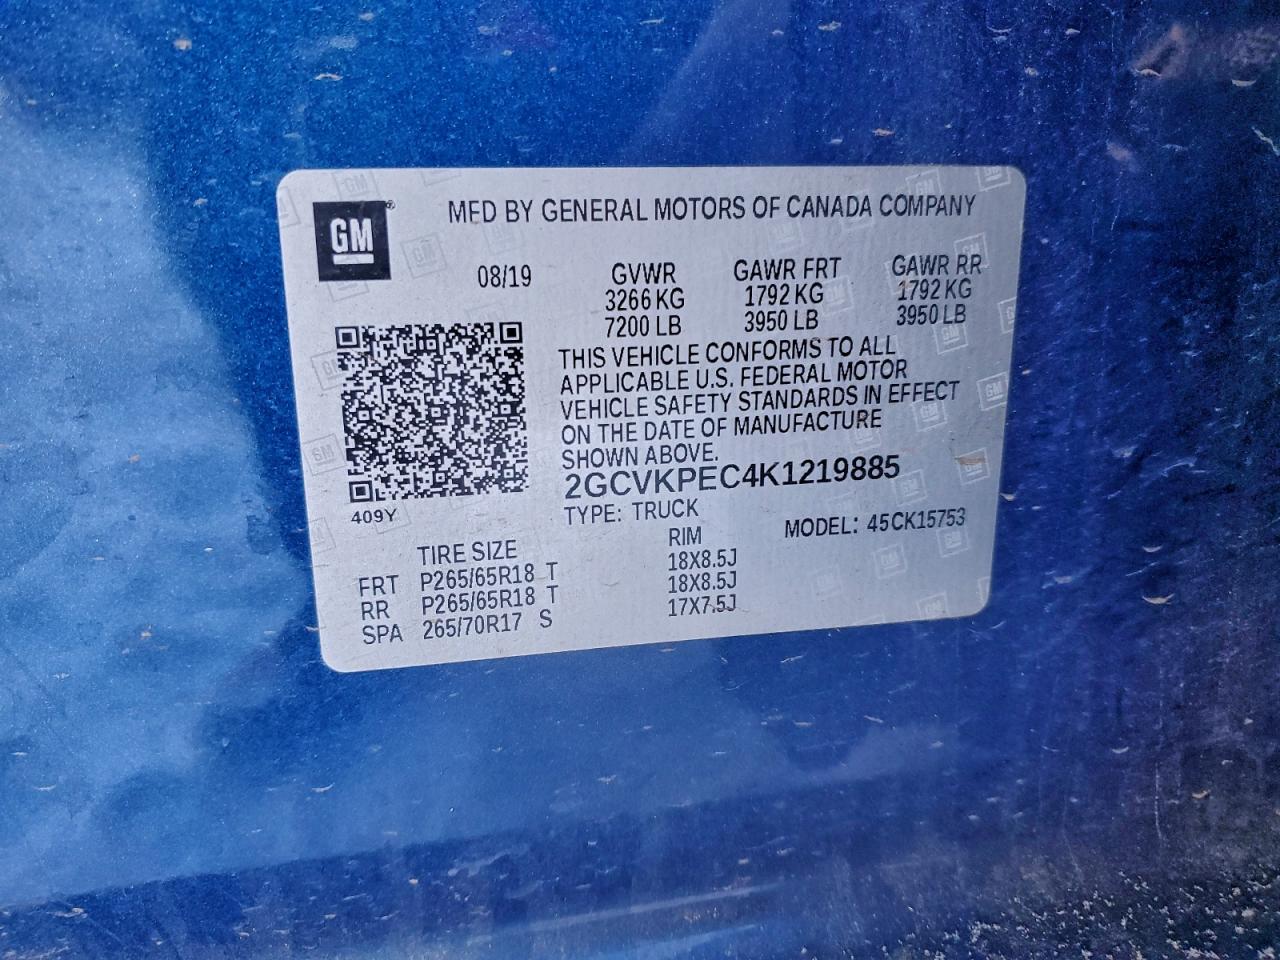 GM
MFD BY GENERAL MOTORS OF CANADA COMPANY
08/19 GVWR GAWR FRT GAWR RR
3266 KG 1792 KG 1792 KG
7200 LB 3950 LB 3950 LB
THIS VEHICLE CONFORMS TO ALL
APPLICABLE U.S. FEDERAL MOTOR
VEHICLE SAFETY STANDARDS IN EFFECT
ON THE DATE OF MANUFACTURE
SHOWN ABOVE.
2GCVKPEC4K1219885
409Y
TYPE: TRUCK MODEL: 45CK15753
TIRE SIZE RIM
FRT P265/65R18 T 18X8.5J
RR P265/65R18 T 18X8.5J
SPA 265/70R17 S 17X7.5J